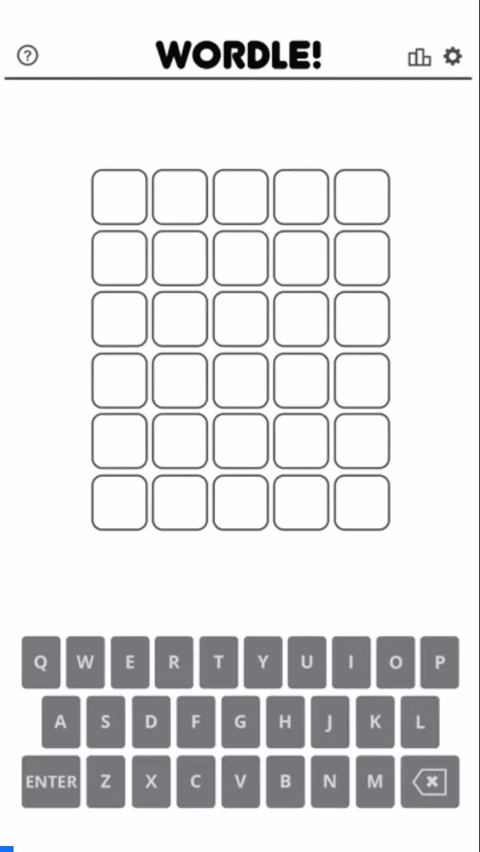 ?
WORDLE!
Q W E R T Y U I O P
A S D F G H J K L
ENTER Z X C V B N M